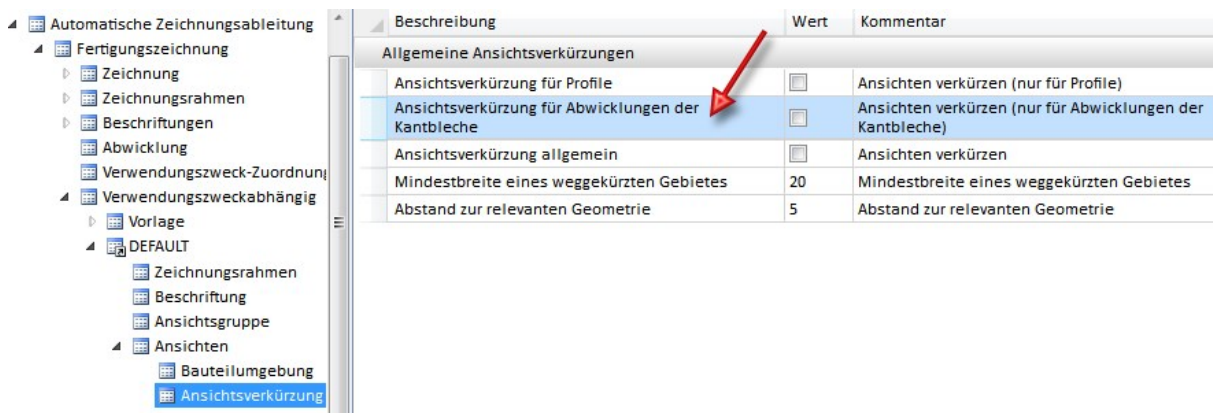 Automatische Zeichnungsableitung
Fertigungszeichnung
Zeichnung
Zeichnungsrahmen
Beschriftungen
Abwicklung
Verwendungszweck-Zuordnung
Verwendungszweckabhängig
Vorlage
DEFAULT
Zeichnungsrahmen
Beschriftung
Ansichtsgruppe
Ansichten
Bauteilumgebung
Ansichtsverkürzung
Beschreibung Wert Kommentar
Allgemeine Ansichtsverkürzungen
Ansichtsverkürzung für Profile Ansichten verkürzen (nur für Profile)
Ansichtsverkürzung für Abwicklungen der Ansichten verkürzen (nur für Abwicklungen der
Kantbleche Kantbleche)
Ansichtsverkürzung allgemein Ansichten verkürzen
Mindestbreite eines weggekürzten Gebietes 20 Mindestbreite eines weggekürzten Gebietes
Abstand zur relevanten Geometrie 5 Abstand zur relevanten Geometrie